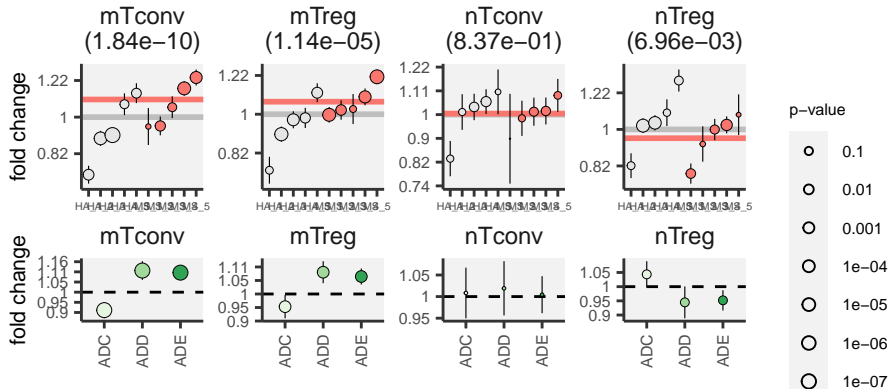 mTconv
(1.84e−10)
mTreg
(1.14e−05)
nTconv
(8.37e−01)
nTreg
(6.96e−03)
fold change
1.22
1
0.82
1.22
1
0.82
1.22
1.11
1
0.9
0.82
0.74
1.22
1
0.82
p−value
0.1
0.01
0.001
1e−04
1e−05
1e−06
1e−07
mTconv
mTreg
nTconv
nTreg
fold change
1.16
1.11
1.05
1
0.95
0.9
1.11
1.05
1
0.95
0.9
1.05
1
0.95
1.05
1
0.95
0.9
ADC
ADD
ADE
ADC
ADD
ADE
ADC
ADD
ADE
ADC
ADD
ADE